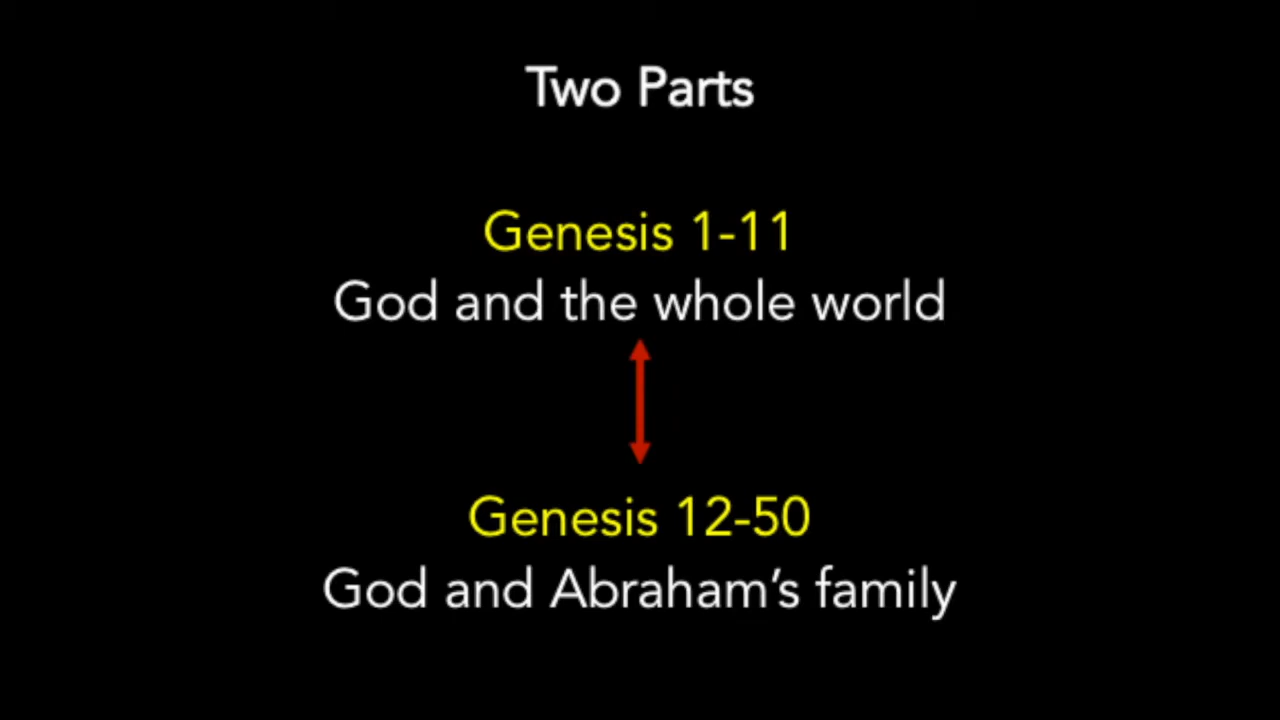 Two Parts
Genesis 1-11
God and the whole world
Genesis 12-50
God and Abraham’s family